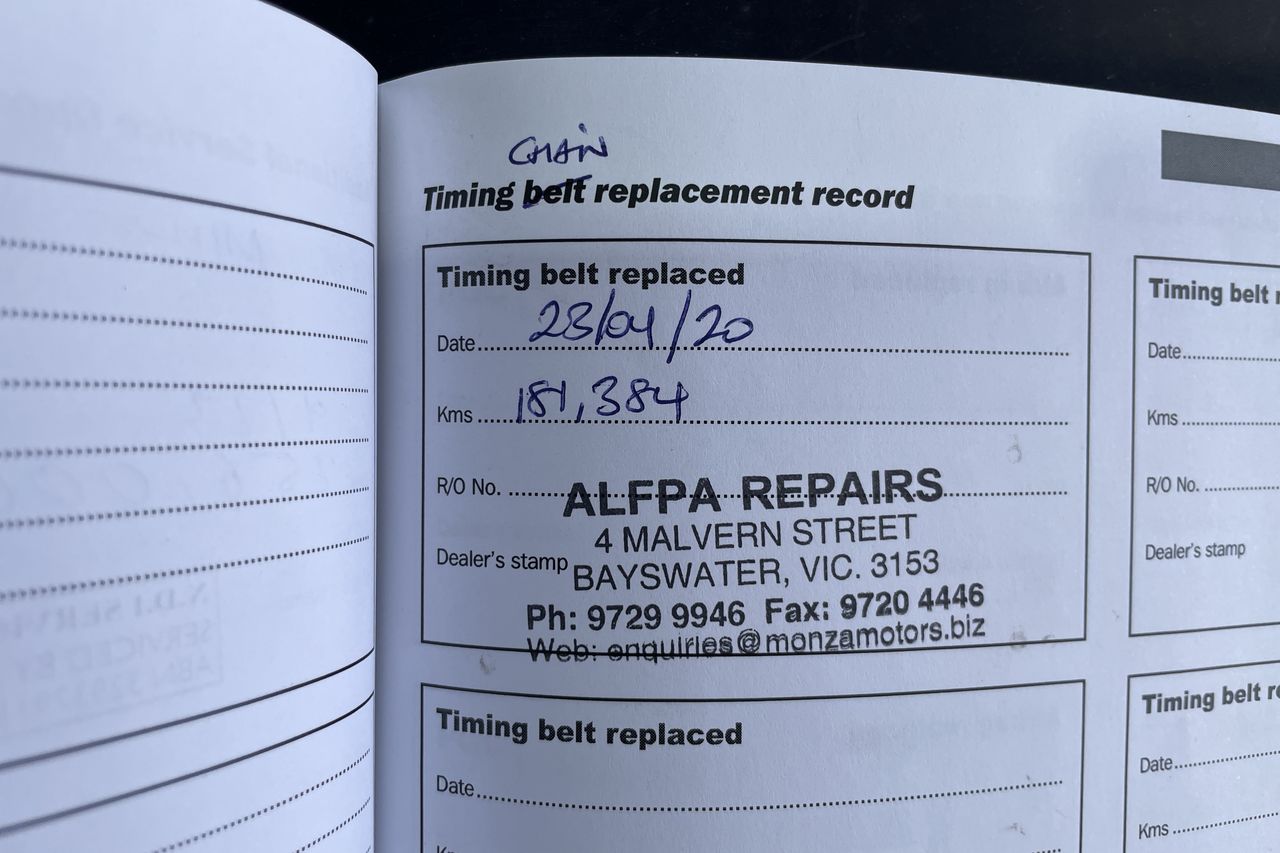 CHAIN
Timing belt replacement record
Timing belt replaced
Date 23/04/20
Kms 181,384
R/O No.
Dealer's stamp
ALFPA REPAIRS
4 MALVERN STREET
BAYSWATER, VIC. 3153
Ph: 9729 9946 Fax: 9720 4446
Web: enquiries@monzamotors.biz
Timing belt replaced
Date
Timing belt
Date
Kms
R/O No.
Dealer's stamp
Timing belt
Date
Kms